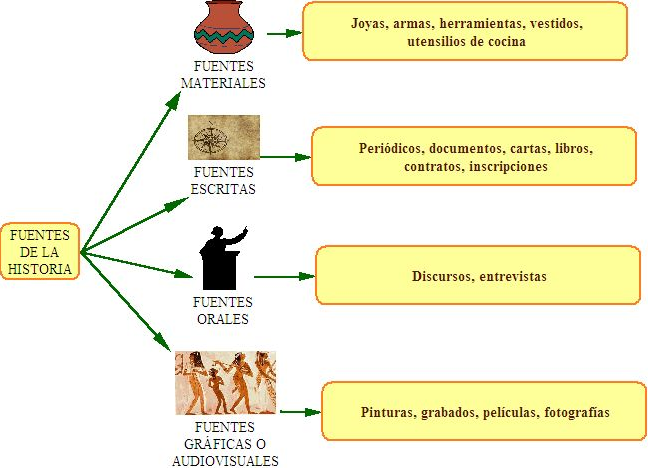 FUENTES
DE LA
HISTORIA
FUENTES
MATERIALES
Joyas, armas, herramientas, vestidos,
utensilios de cocina
FUENTES
ESCRITAS
Periódicos, documentos, cartas, libros,
contratos, inscripciones
FUENTES
ORALES
Discursos, entrevistas
FUENTES
GRÁFICAS O
AUDIOVISUALES
Pinturas, grabados, películas, fotografías